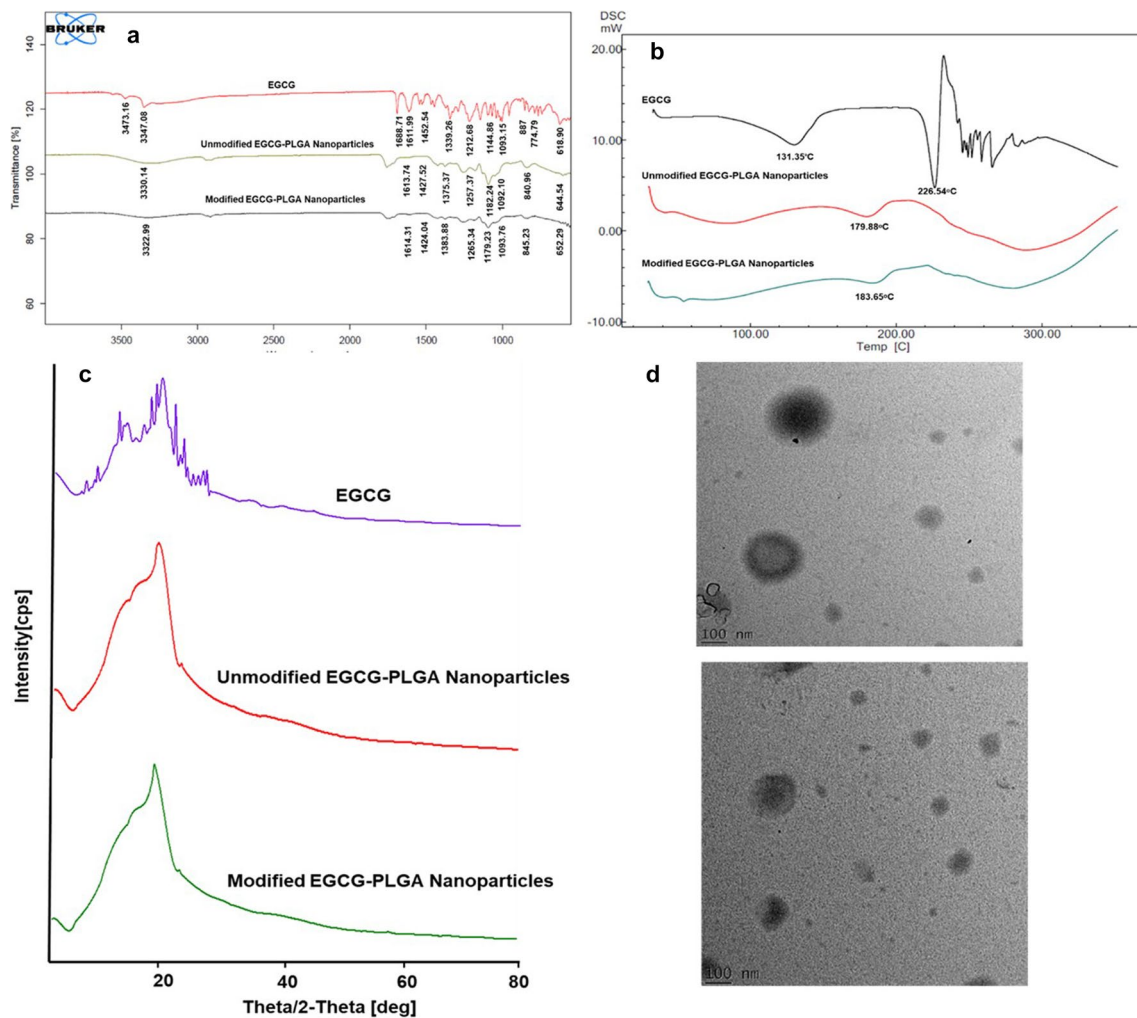 BRUKER
a
Transmittance [%]
140
120
100
80
60
EGCG
3473.16
3347.08
1688.71
1611.99
1452.54
1339.26
1212.68
1144.86
1093.15
887
774.79
618.90
Unmodified EGCG-PLGA Nanoparticles
3330.14
1613.74
1427.52
1375.37
1257.37
1182.24
1092.10
840.96
644.54
Modified EGCG-PLGA Nanoparticles
3322.99
1614.31
1424.04
1383.88
1265.34
1179.23
1093.76
845.23
652.29
3500
3000
2500
2000
1500
1000
DSC
mW
b
20.00
10.00
0.00
-10.00
EGCG
131.35°C
226.54°C
Unmodified EGCG-PLGA Nanoparticles
179.88°C
Modified EGCG-PLGA Nanoparticles
183.65°C
100.00
200.00
300.00
Temp [C]
c
Intensity[cps]
EGCG
Unmodified EGCG-PLGA Nanoparticles
Modified EGCG-PLGA Nanoparticles
20
40
60
80
Theta/2-Theta [deg]
d
100 nm
100 nm